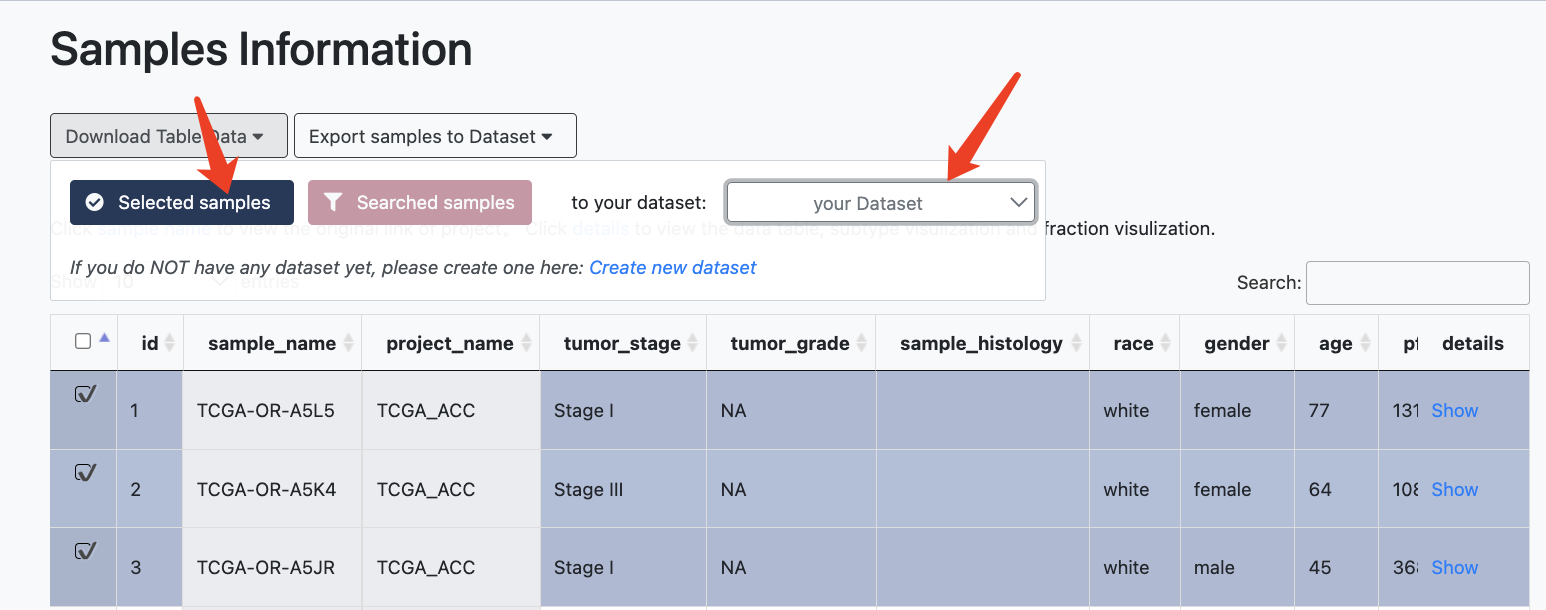 Samples Information
Download Table Data Export samples to Dataset
Selected samples Searched samples to your dataset: your Dataset
Click sample name to view the original link of project, Click details to view the data table, subtype visulization and fraction visulization.
If you do NOT have any dataset yet, please create one here: Create new dataset
Show 10 entries Search:
id sample_name project_name tumor_stage tumor_grade sample_histology race gender age details
1 TCGA-OR-A5L5 TCGA_ACC Stage I NA white female 77 131 Show
2 TCGA-OR-A5K4 TCGA_ACC Stage III NA white female 64 108 Show
3 TCGA-OR-A5JR TCGA_ACC Stage I NA white male 45 368 Show